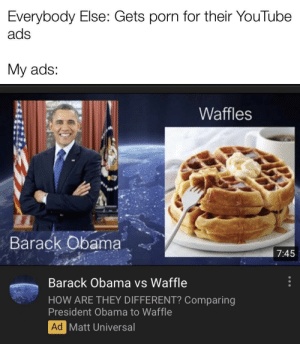 Everybody Else: Gets porn for their YouTube
ads
My ads:
Waffles
Barack Obama
7:45
Barack Obama vs Waffle
HOW ARE THEY DIFFERENT? Comparing
President Obama to Waffle
Ad Matt Universal